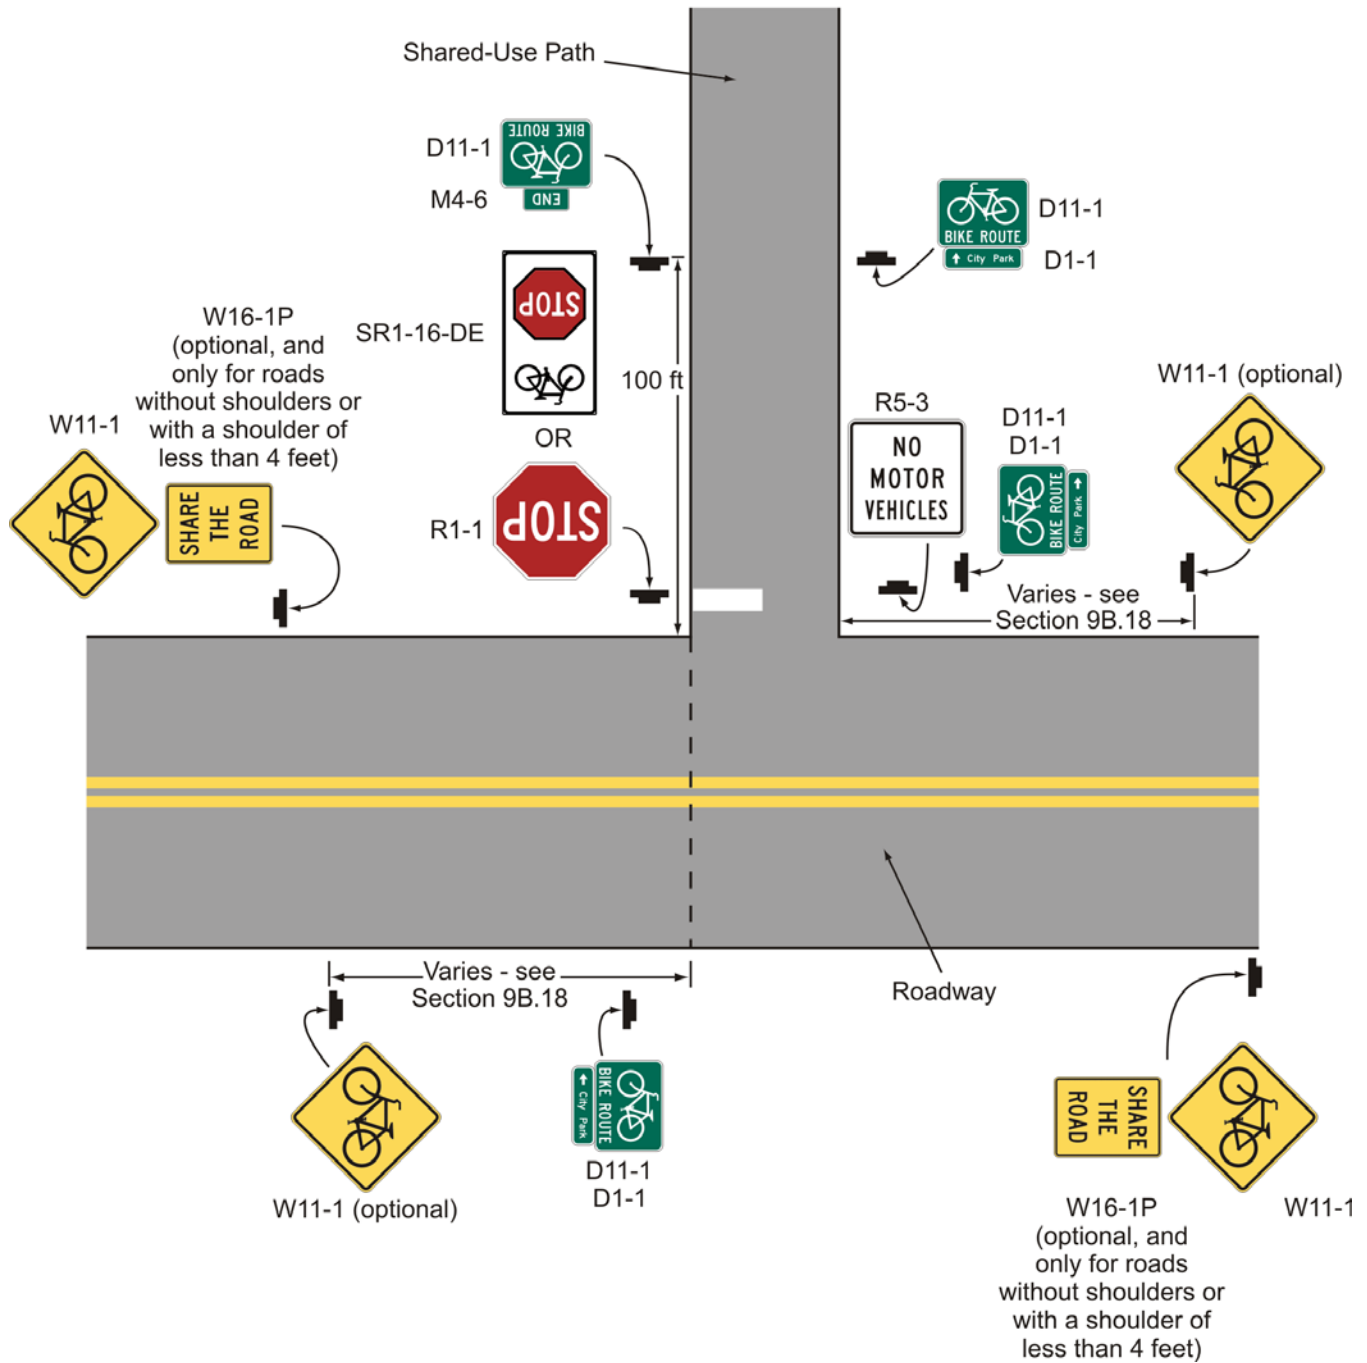 Shared-Use Path
D11-1
BIKE ROUTE
M4-6
END
D11-1
BIKE ROUTE
D1-1
City Park
STOP
SR1-16-DE
OR
STOP
R1-1
100 ft
W16-1P
(optional, and
only for roads
without shoulders or
with a shoulder of
less than 4 feet)
W11-1
SHARE
THE
ROAD
R5-3
NO
MOTOR
VEHICLES
D11-1
D1-1
BIKE ROUTE
City Park
W11-1 (optional)
Varies - see
Section 9B.18
Varies - see
Section 9B.18
Roadway
W11-1 (optional)
City Park
BIKE ROUTE
D11-1
D1-1
SHARE
THE
ROAD
W16-1P
(optional, and
only for roads
without shoulders or
with a shoulder of
less than 4 feet)
W11-1